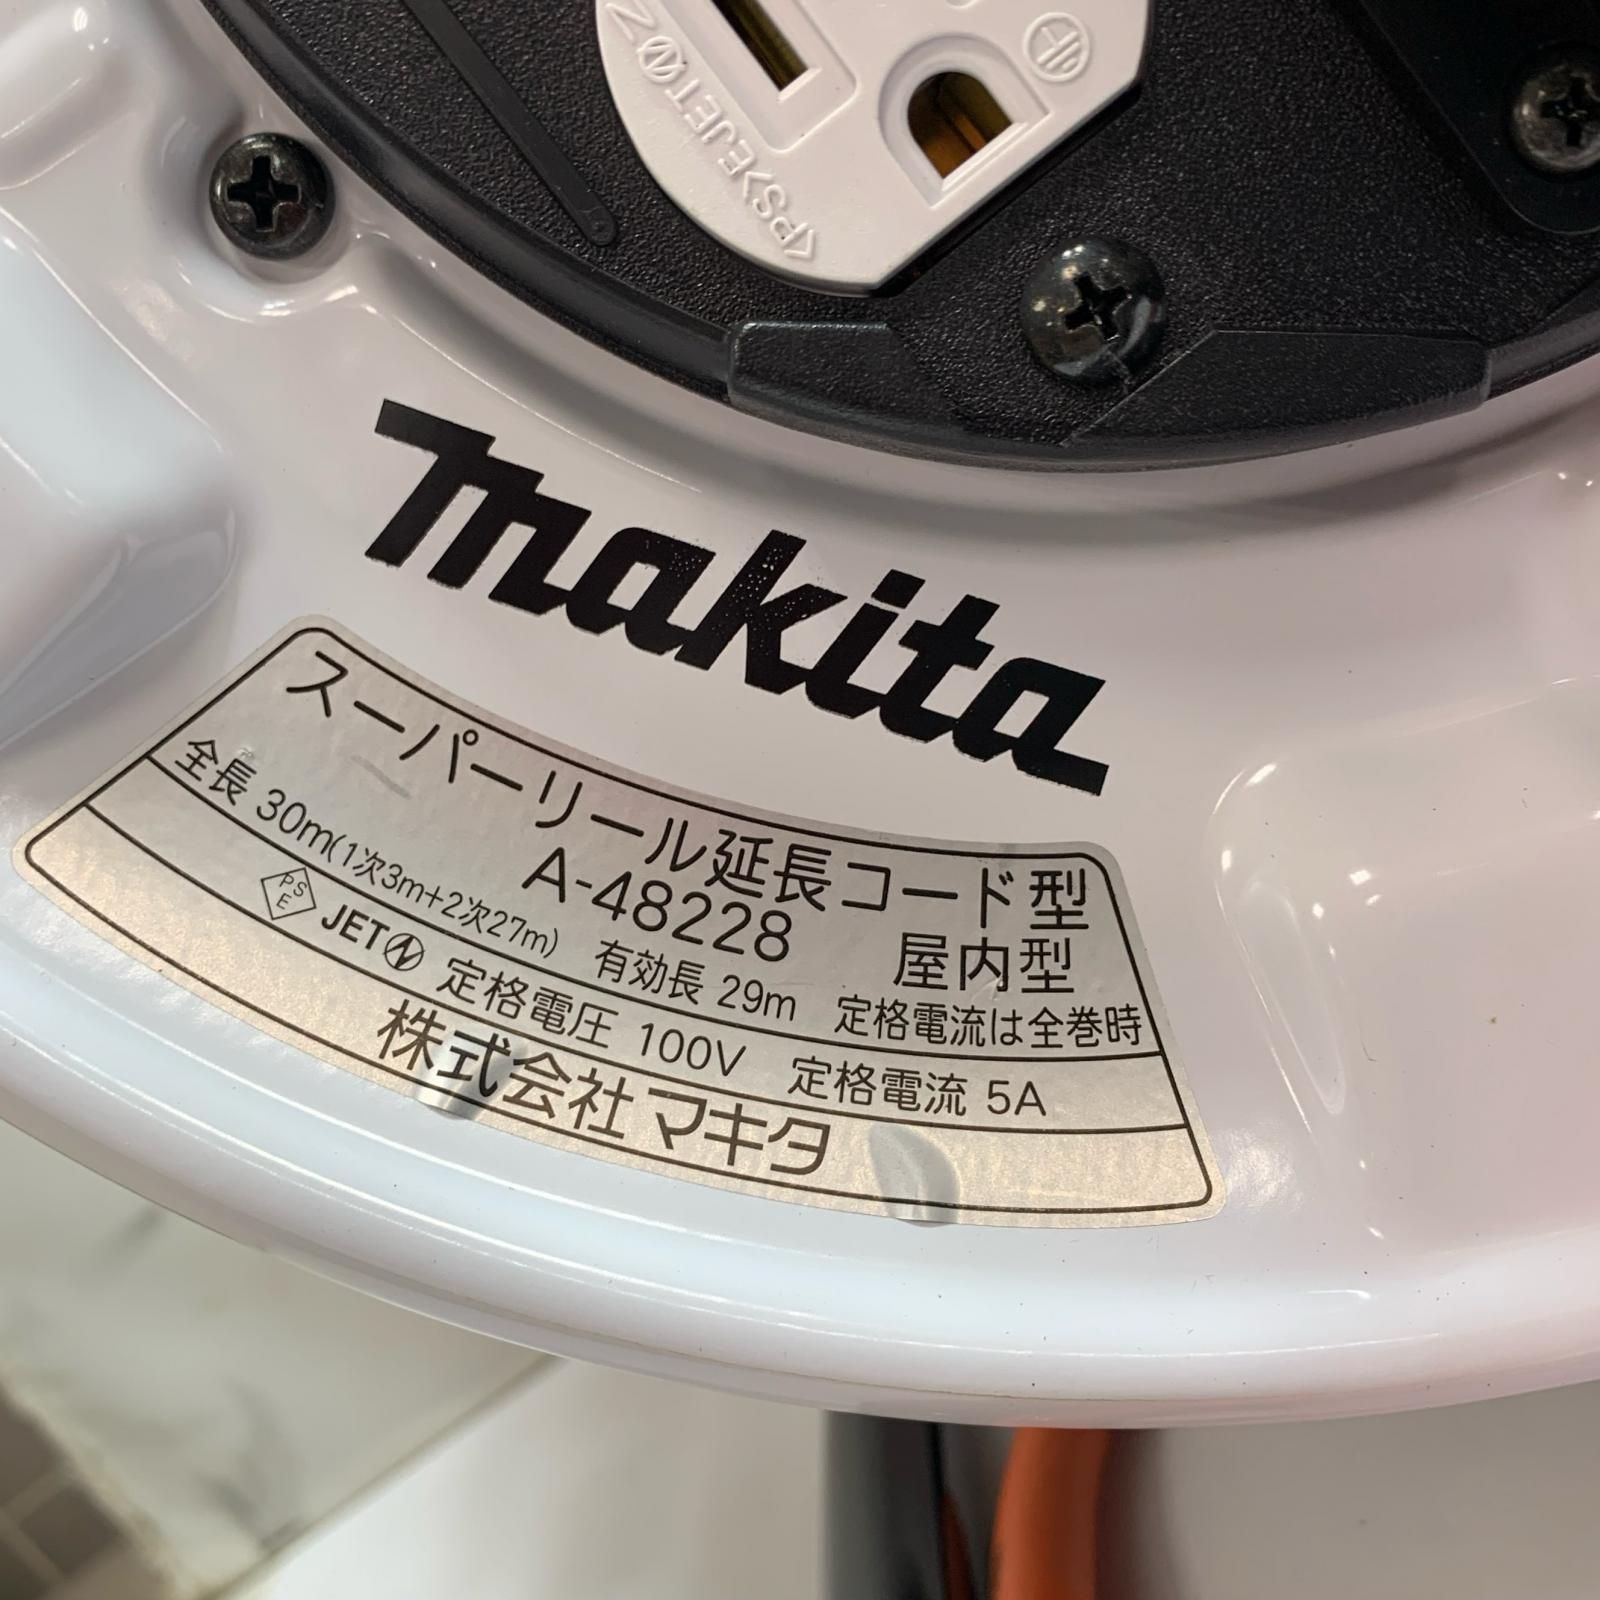 N JET <PS>E
makita
スーパーリール延長コード型
A-48228 屋内型
全長 30m(1次3m+2次27m) 有効長 29m 定格電流は全巻時
PSE JET 定格電圧 100V 定格電流 5A
株式会社マキタ